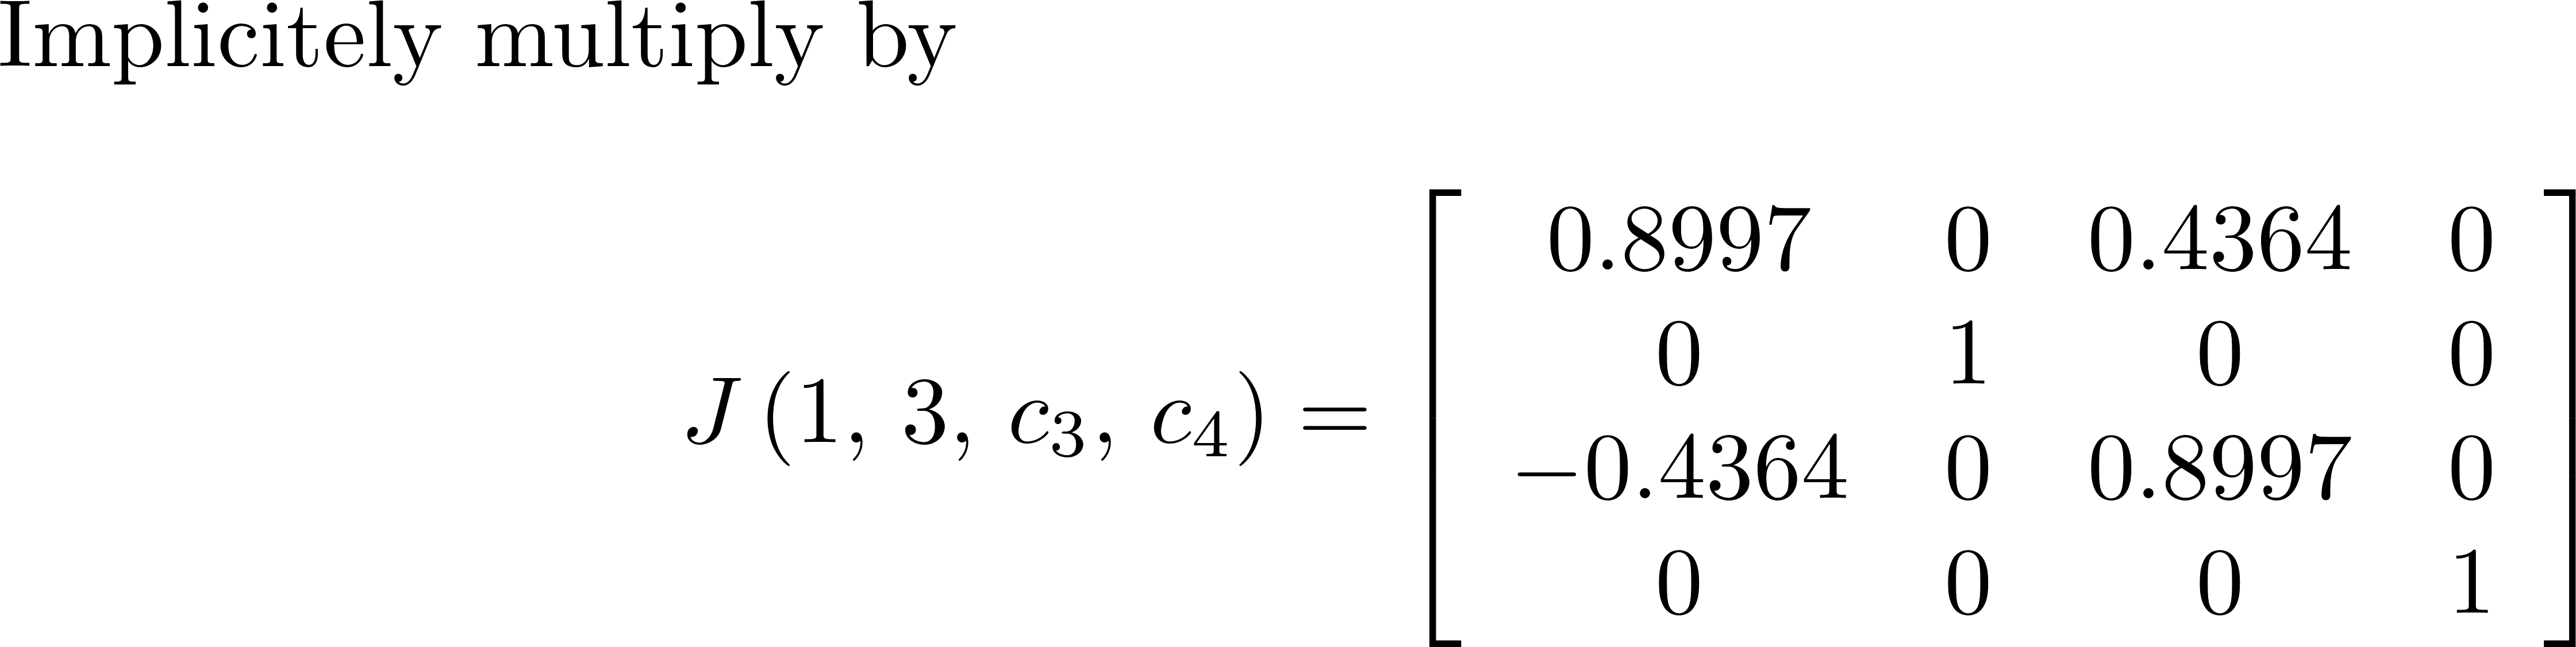 Implicitely multiply by
J (1, 3, c₃, c₄) =
0.8997 0 0.4364 0
0 1 0 0
−0.4364 0 0.8997 0
0 0 0 1